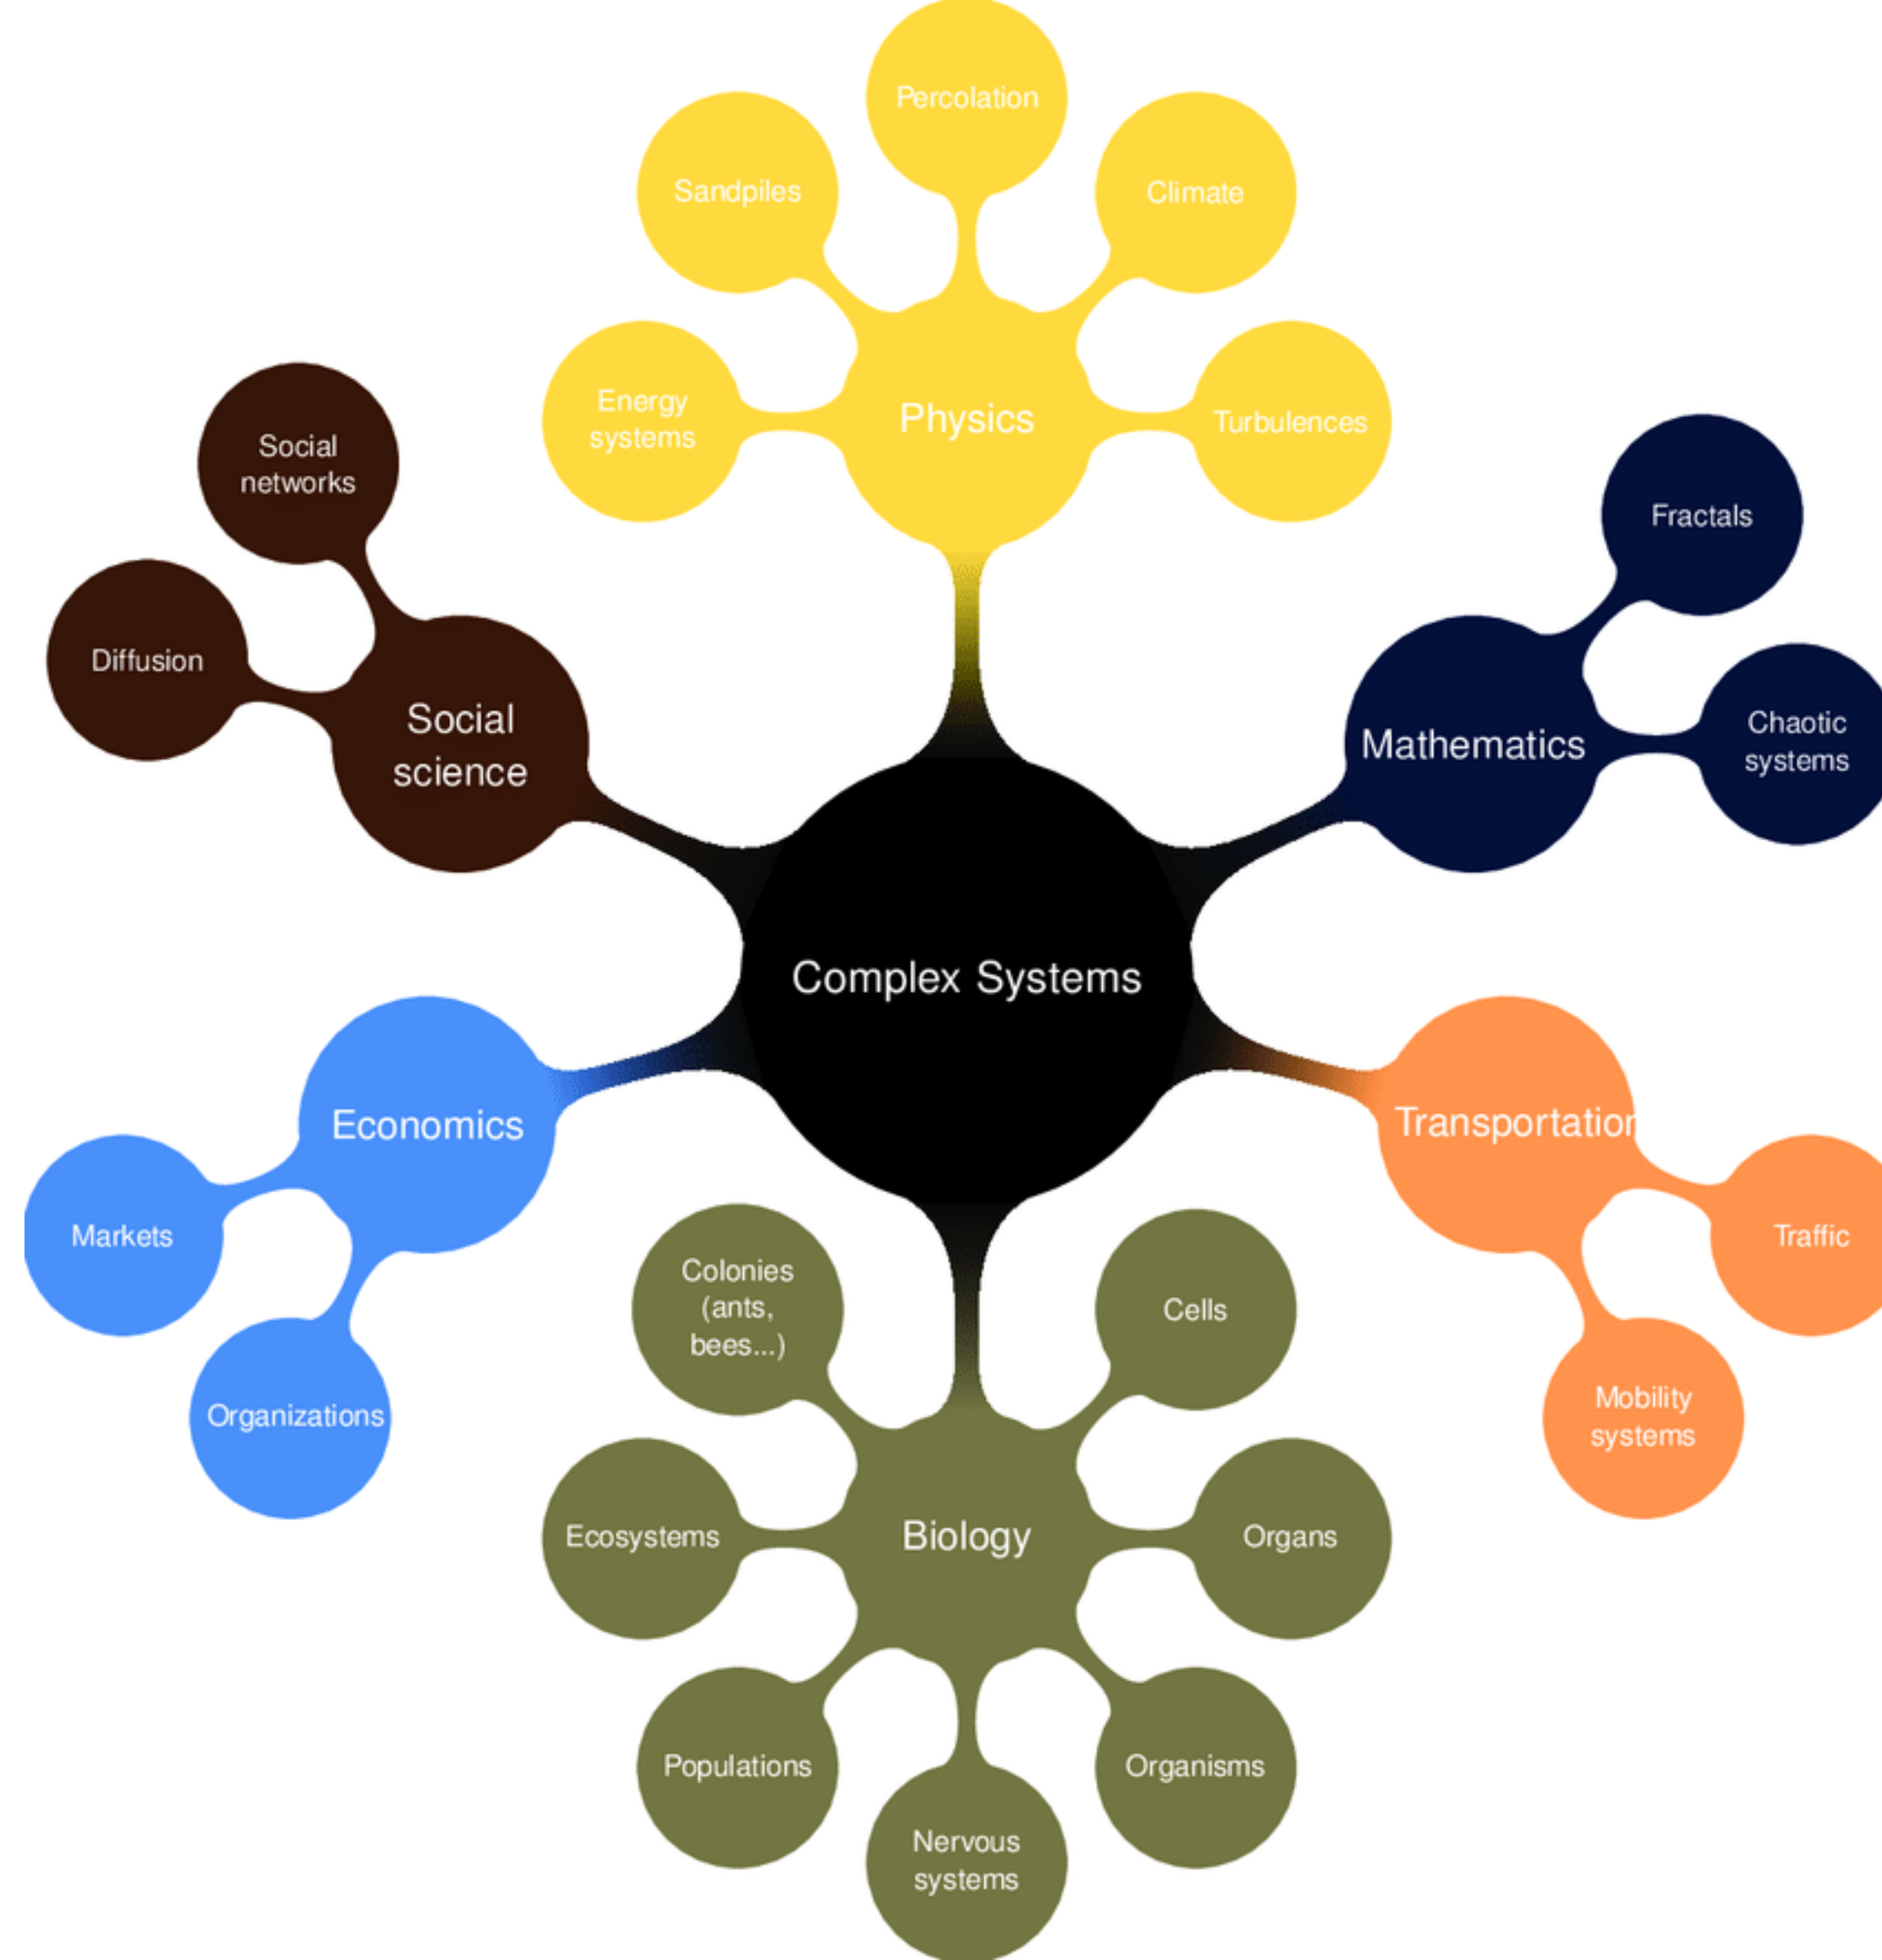 Percolation
Sandpiles
Climate
Energy
systems
Physics
Turbulences
Social
networks
Fractals
Diffusion
Social
science
Mathematics
Chaotic
systems
Complex Systems
Economics
Transportation
Markets
Traffic
Organizations
Mobility
systems
Colonies
(ants,
bees...)
Cells
Ecosystems
Biology
Organs
Populations
Organisms
Nervous
systems